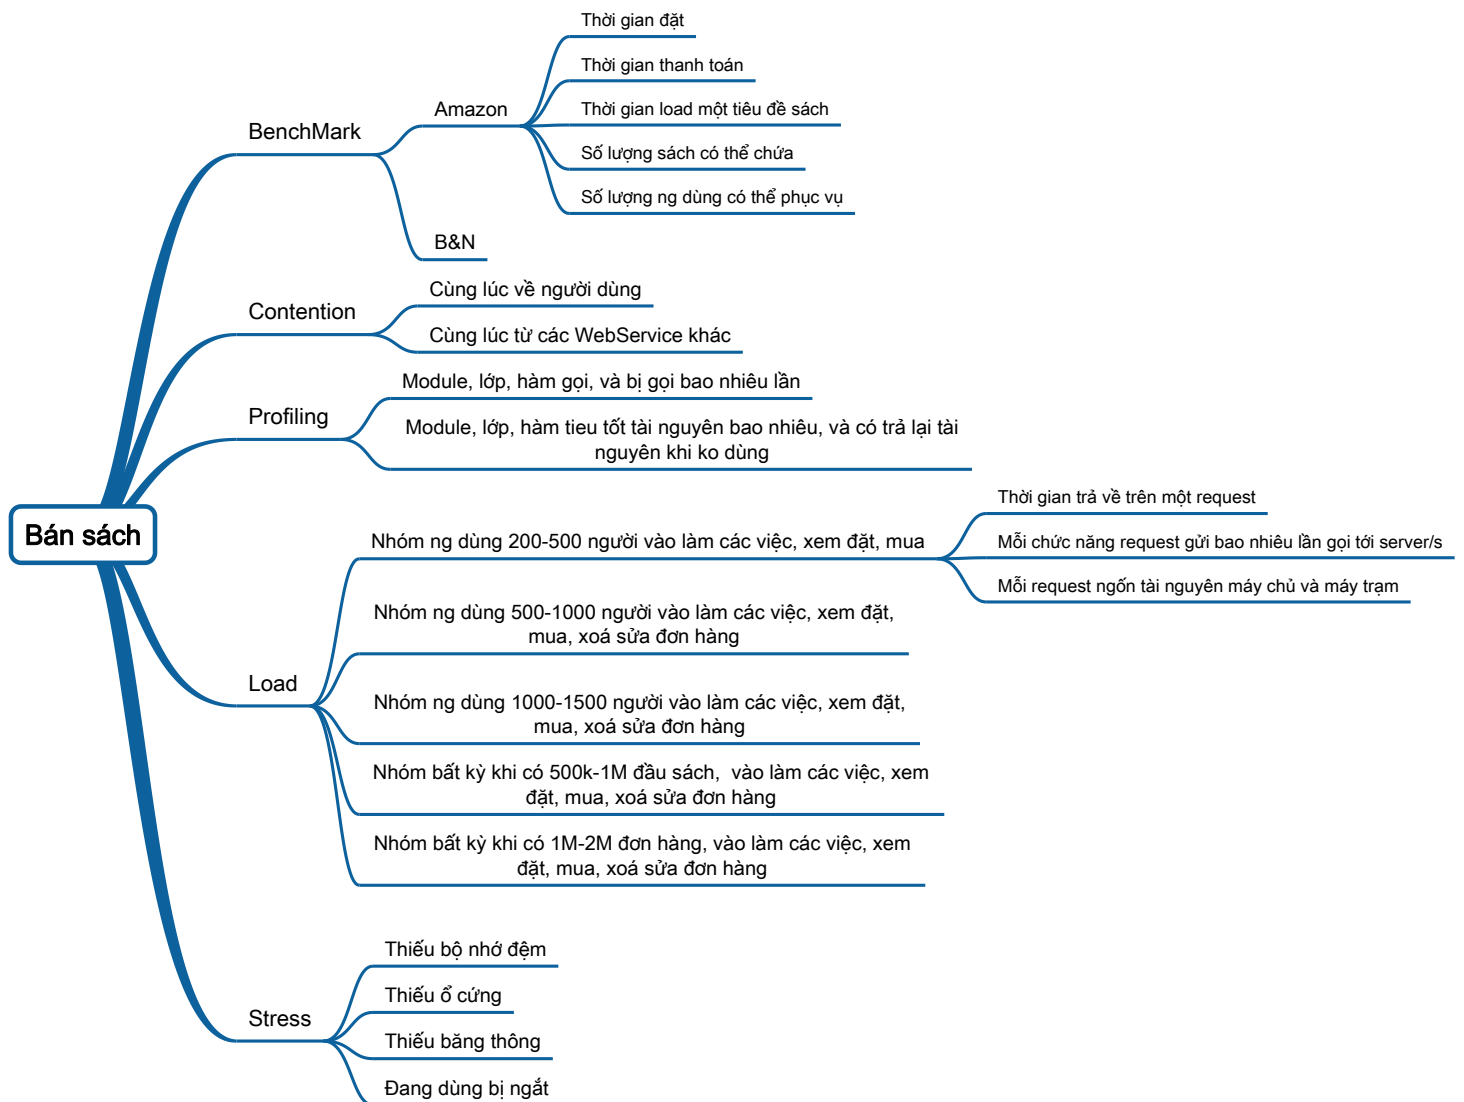 Bán sách
BenchMark
Amazon
Thời gian đặt
Thời gian thanh toán
Thời gian load một tiêu đề sách
Số lượng sách có thể chứa
Số lượng ng dùng có thể phục vụ
B&N
Contention
Cùng lúc về người dùng
Cùng lúc từ các WebService khác
Profiling
Module, lớp, hàm gọi, và bị gọi bao nhiêu lần
Module, lớp, hàm tieu tốt tài nguyên bao nhiêu, và có trả lại tài
nguyên khi ko dùng
Load
Nhóm ng dùng 200-500 người vào làm các việc, xem đặt, mua
Thời gian trả về trên một request
Mỗi chức năng request gửi bao nhiêu lần gọi tới server/s
Mỗi request ngốn tài nguyên máy chủ và máy trạm
Nhóm ng dùng 500-1000 người vào làm các việc, xem đặt,
mua, xoá sửa đơn hàng
Nhóm ng dùng 1000-1500 người vào làm các việc, xem đặt,
mua, xoá sửa đơn hàng
Nhóm bất kỳ khi có 500k-1M đầu sách,  vào làm các việc, xem
đặt, mua, xoá sửa đơn hàng
Nhóm bất kỳ khi có 1M-2M đơn hàng, vào làm các việc, xem
đặt, mua, xoá sửa đơn hàng
Stress
Thiếu bộ nhớ đệm
Thiếu ổ cứng
Thiếu băng thông
Đang dùng bị ngắt